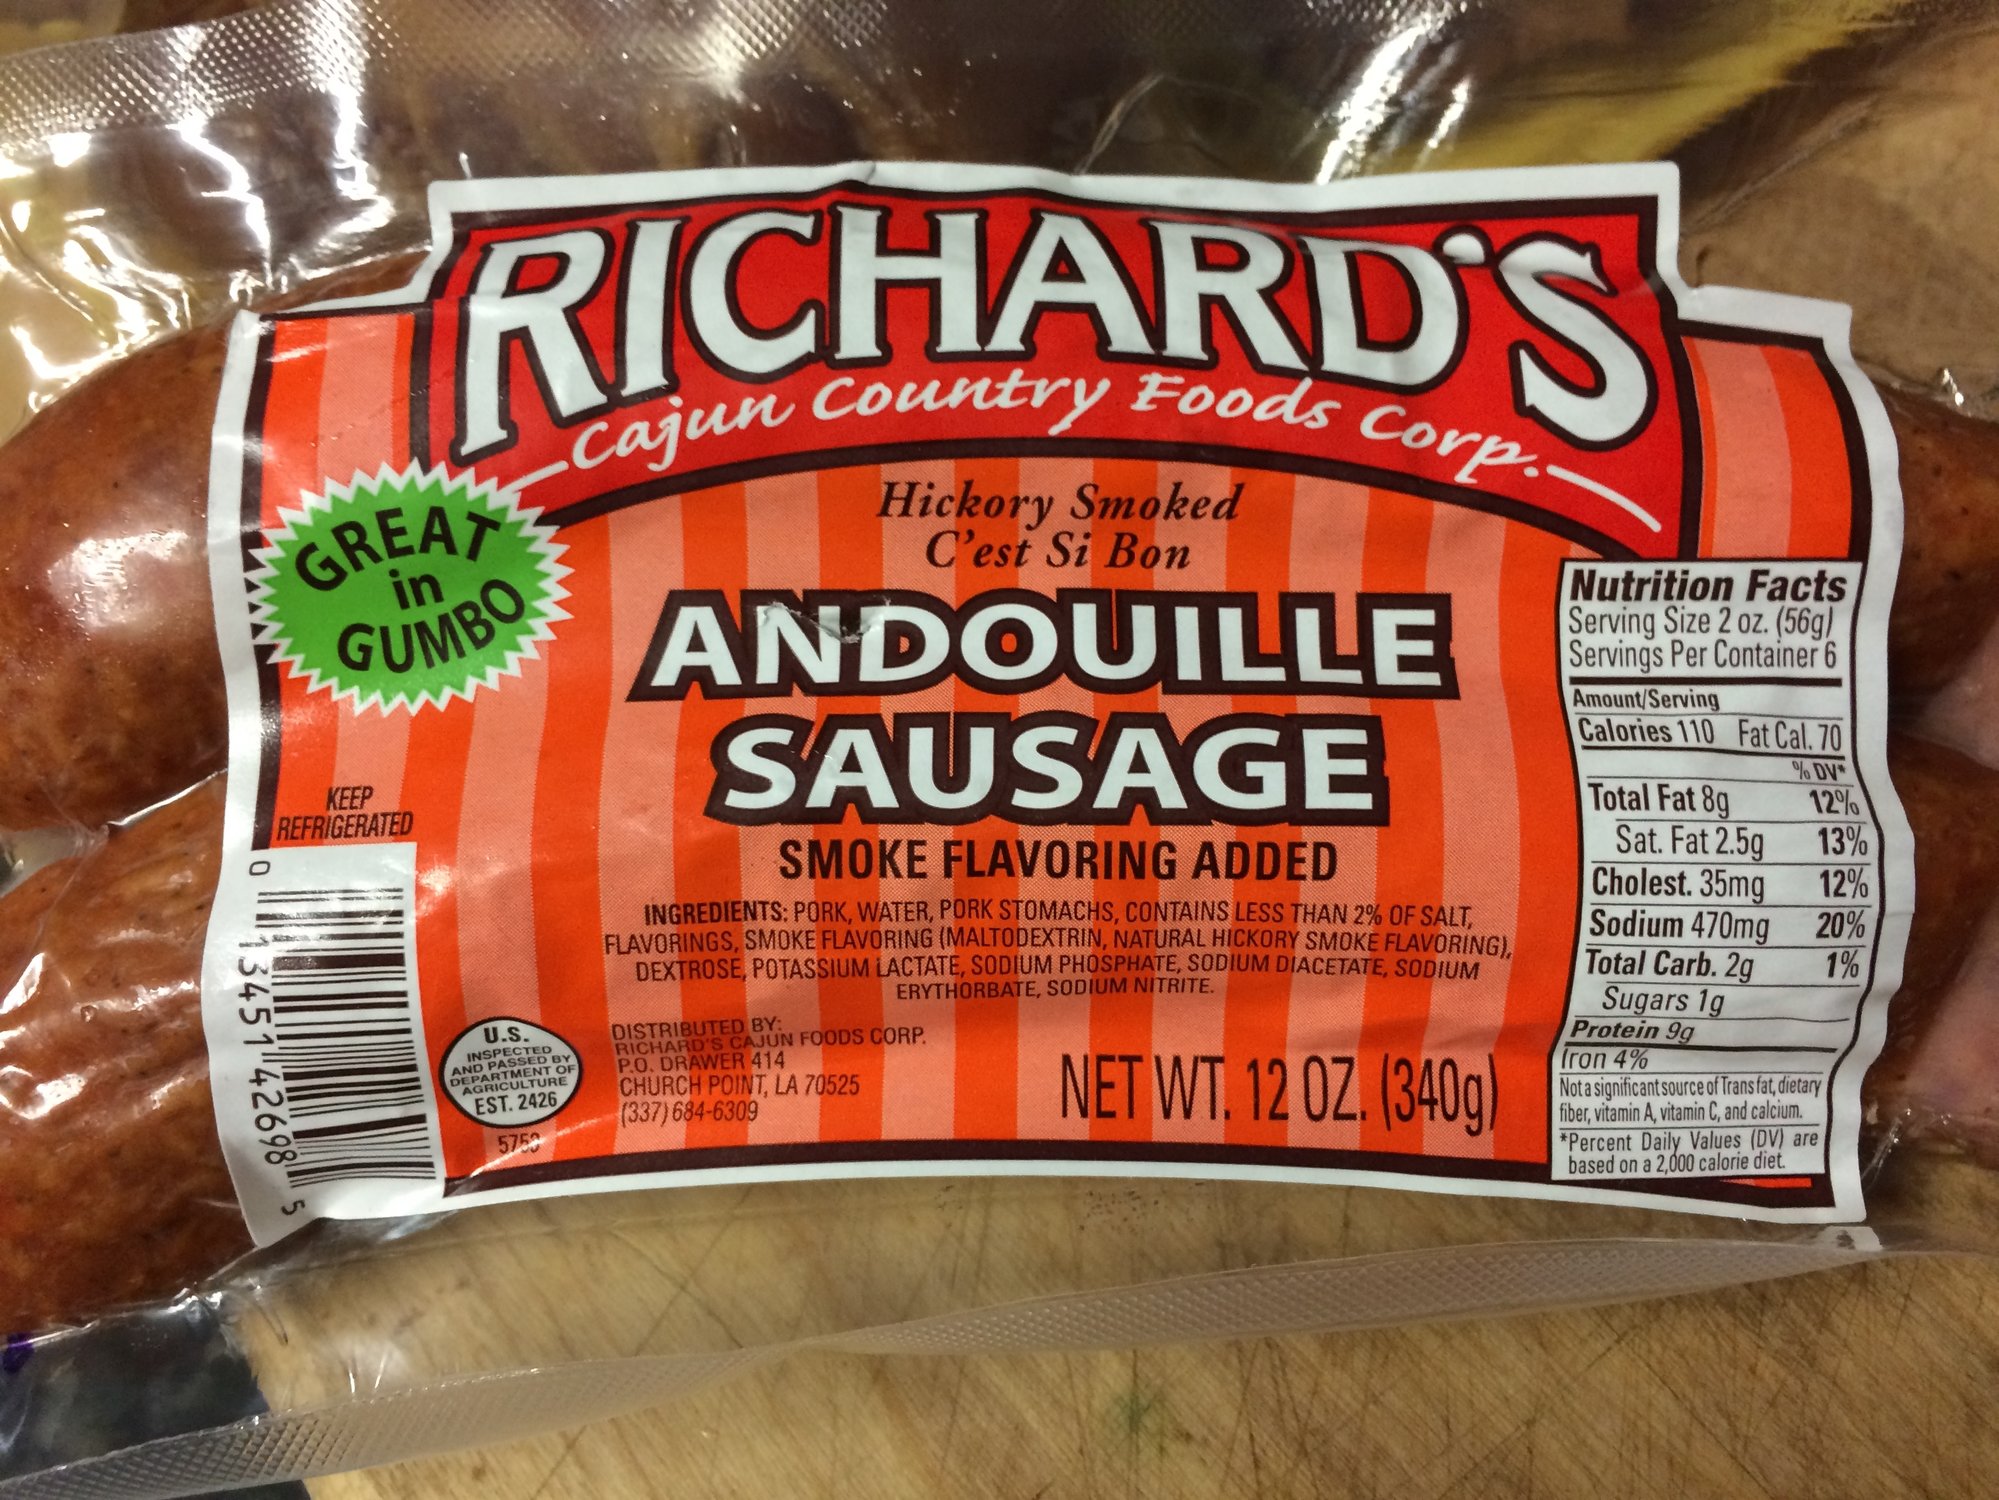 RICHARD'S
Cajun Country Foods Corp.
Hickory Smoked
C'est Si Bon
ANDOUILLE
SAUSAGE
SMOKE FLAVORING ADDED
GREAT
in
GUMBO
KEEP
REFRIGERATED
0 13451 42698 5
INGREDIENTS: PORK, WATER, PORK STOMACHS, CONTAINS LESS THAN 2% OF SALT,
FLAVORINGS, SMOKE FLAVORING (MALTODEXTRIN, NATURAL HICKORY SMOKE FLAVORING),
DEXTROSE, POTASSIUM LACTATE, SODIUM PHOSPHATE, SODIUM DIACETATE, SODIUM
ERYTHORBATE, SODIUM NITRITE.
U.S.
INSPECTED
AND PASSED BY
DEPARTMENT OF
AGRICULTURE
EST. 2426
DISTRIBUTED BY:
RICHARD'S CAJUN FOODS CORP.
P.O. DRAWER 414
CHURCH POINT, LA 70525
(337) 684-6309
NET WT. 12 OZ. (340g)
Nutrition Facts
Serving Size 2 oz. (56g)
Servings Per Container 6
Amount/Serving
Calories 110 Fat Cal. 70
% DV*
Total Fat 8g 12%
Sat. Fat 2.5g 13%
Cholest. 35mg 12%
Sodium 470mg 20%
Total Carb. 2g 1%
Sugars 1g
Protein 9g
Iron 4%
Not a significant source of Trans fat, dietary
fiber, vitamin A, vitamin C, and calcium.
*Percent Daily Values (DV) are
based on a 2,000 calorie diet.